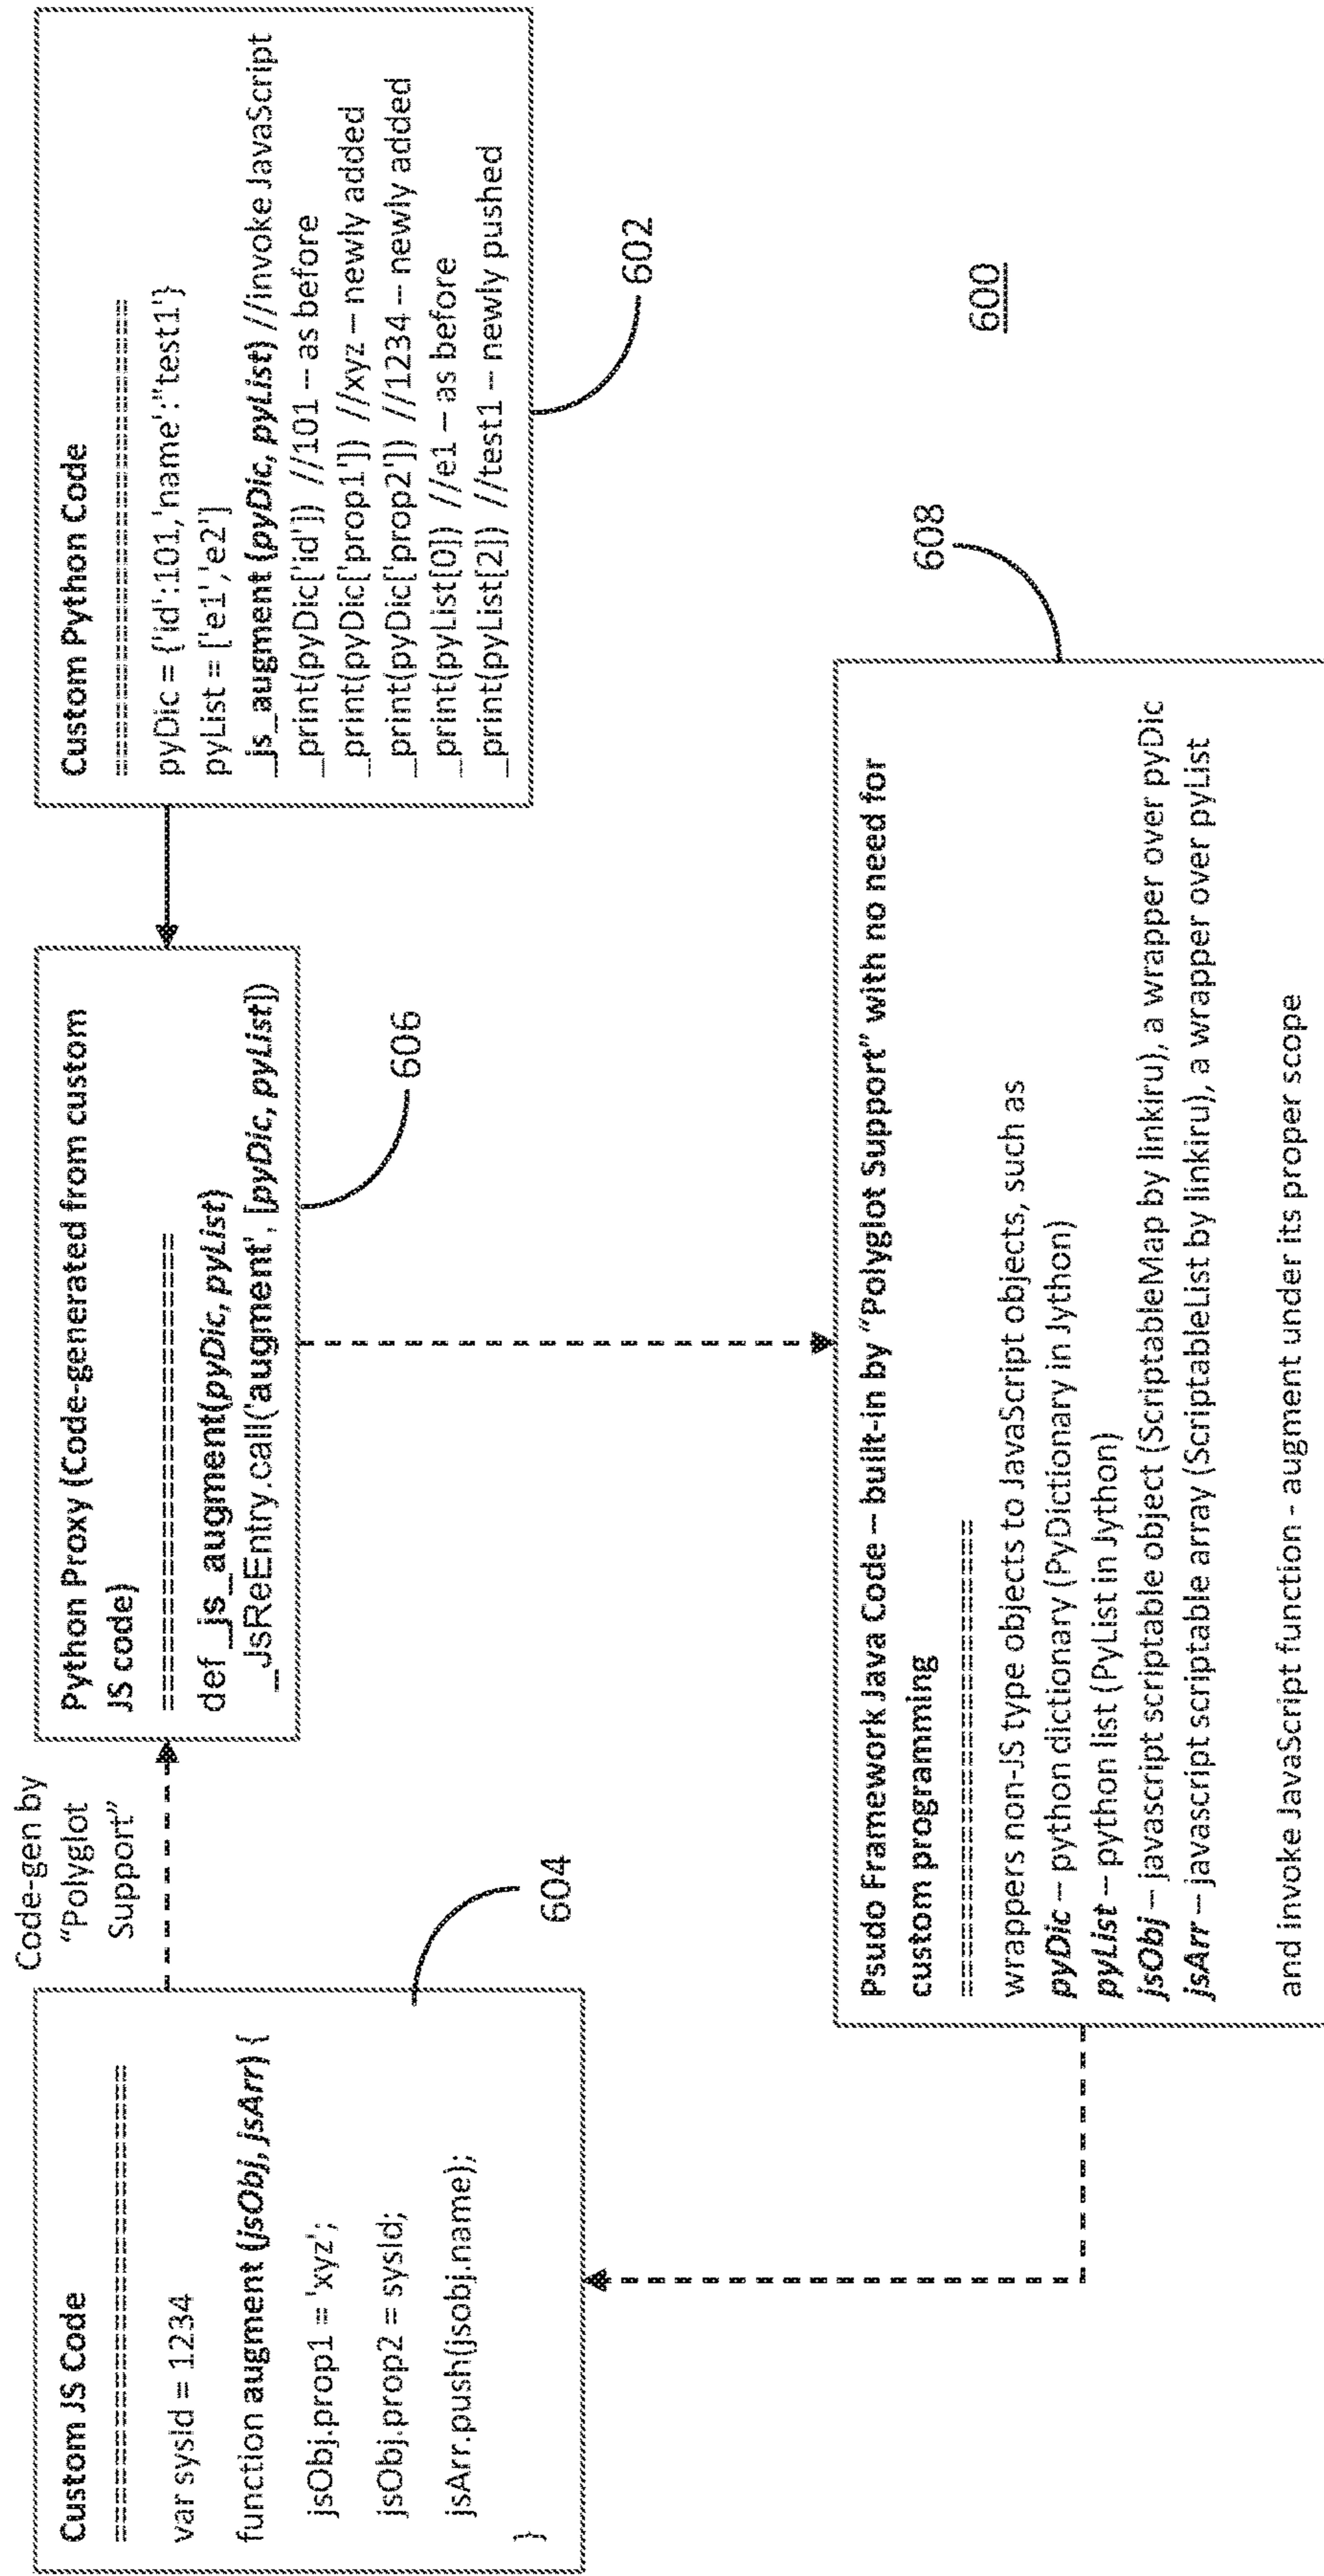 Custom JS Code
==============================
var sysId = 1234
function augment (jsObj, jsArr) {
jsObj.prop1 = 'xyz';
jsObj.prop2 = sysId;
jsArr.push(jsobj.name);
}
604
Code-gen by
“Polyglot
Support”
Python Proxy (Code-generated from custom
JS code)
==============================
def _js_augment(pyDic, pyList)
_JsReEntry.call('augment', [pyDic, pyList])
606
Custom Python Code
==============================
pyDic = {'id':101,'name':"test1'}
pyList = ['e1','e2']
_js_augment (pyDic, pyList) //invoke JavaScript
_print(pyDic['id']) //101 -- as before
_print(pyDic['prop1']) //xyz – newly added
_print(pyDic['prop2']) //1234 -- newly added
_print(pyList[0]) //e1 – as before
_print(pyList[2]) //test1 -- newly pushed
602
Psudo Framework Java Code – built-in by “Polyglot Support” with no need for
custom programming
==============================
wrappers non-JS type objects to JavaScript objects, such as
pyDic – python dictionary (PyDictionary in Jython)
pyList – python list (PyList in Jython)
jsObj – javascript scriptable object (ScriptableMap by linkiru), a wrapper over pyDic
jsArr – javascript scriptable array (ScriptableList by linkiru), a wrapper over pyList
and invoke JavaScript function - augment under its proper scope
608
600